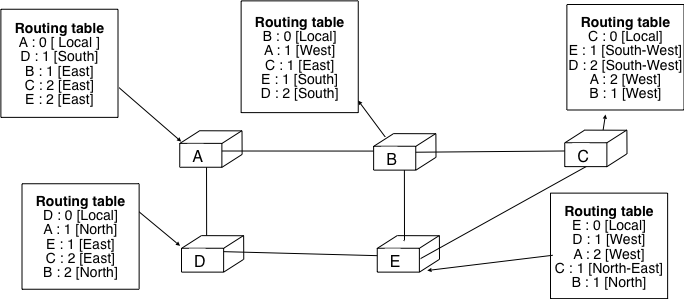 Routing table
A : 0 [ Local ]
D : 1 [South]
B : 1 [East]
C : 2 [East]
E : 2 [East]
Routing table
B : 0 [Local]
A : 1 [West]
C : 1 [East]
E : 1 [South]
D : 2 [South]
Routing table
C : 0 [Local]
E : 1 [South-West]
D : 2 [South-West]
A : 2 [West]
B : 1 [West]
A
B
C
Routing table
D : 0 [Local]
A : 1 [North]
E : 1 [East]
C : 2 [East]
B : 2 [North]
D
E
Routing table
E : 0 [Local]
D : 1 [West]
A : 2 [West]
C : 1 [North-East]
B : 1 [North]